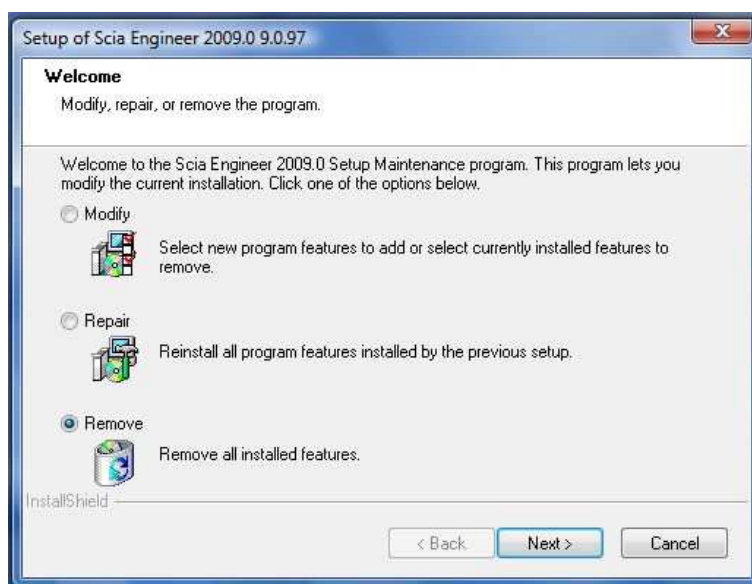 Setup of Scia Engineer 2009.0 9.0.97
Welcome
Modify, repair, or remove the program.
Welcome to the Scia Engineer 2009.0 Setup Maintenance program. This program lets you
modify the current installation. Click one of the options below.
Modify
Select new program features to add or select currently installed features to
remove.
Repair
Reinstall all program features installed by the previous setup.
Remove
Remove all installed features.
InstallShield
< Back
Next >
Cancel